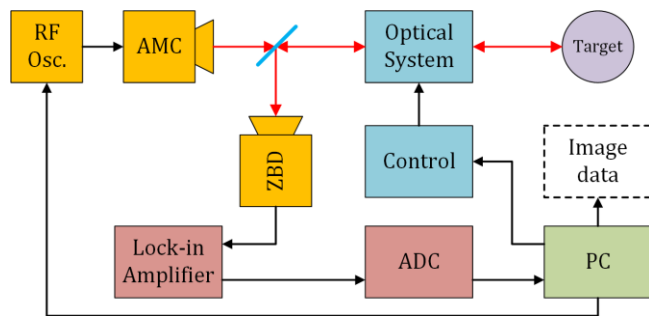 RF
Osc.
AMC
Optical
System
Target
ZBD
Control
Image
data
Lock-in
Amplifier
ADC
PC